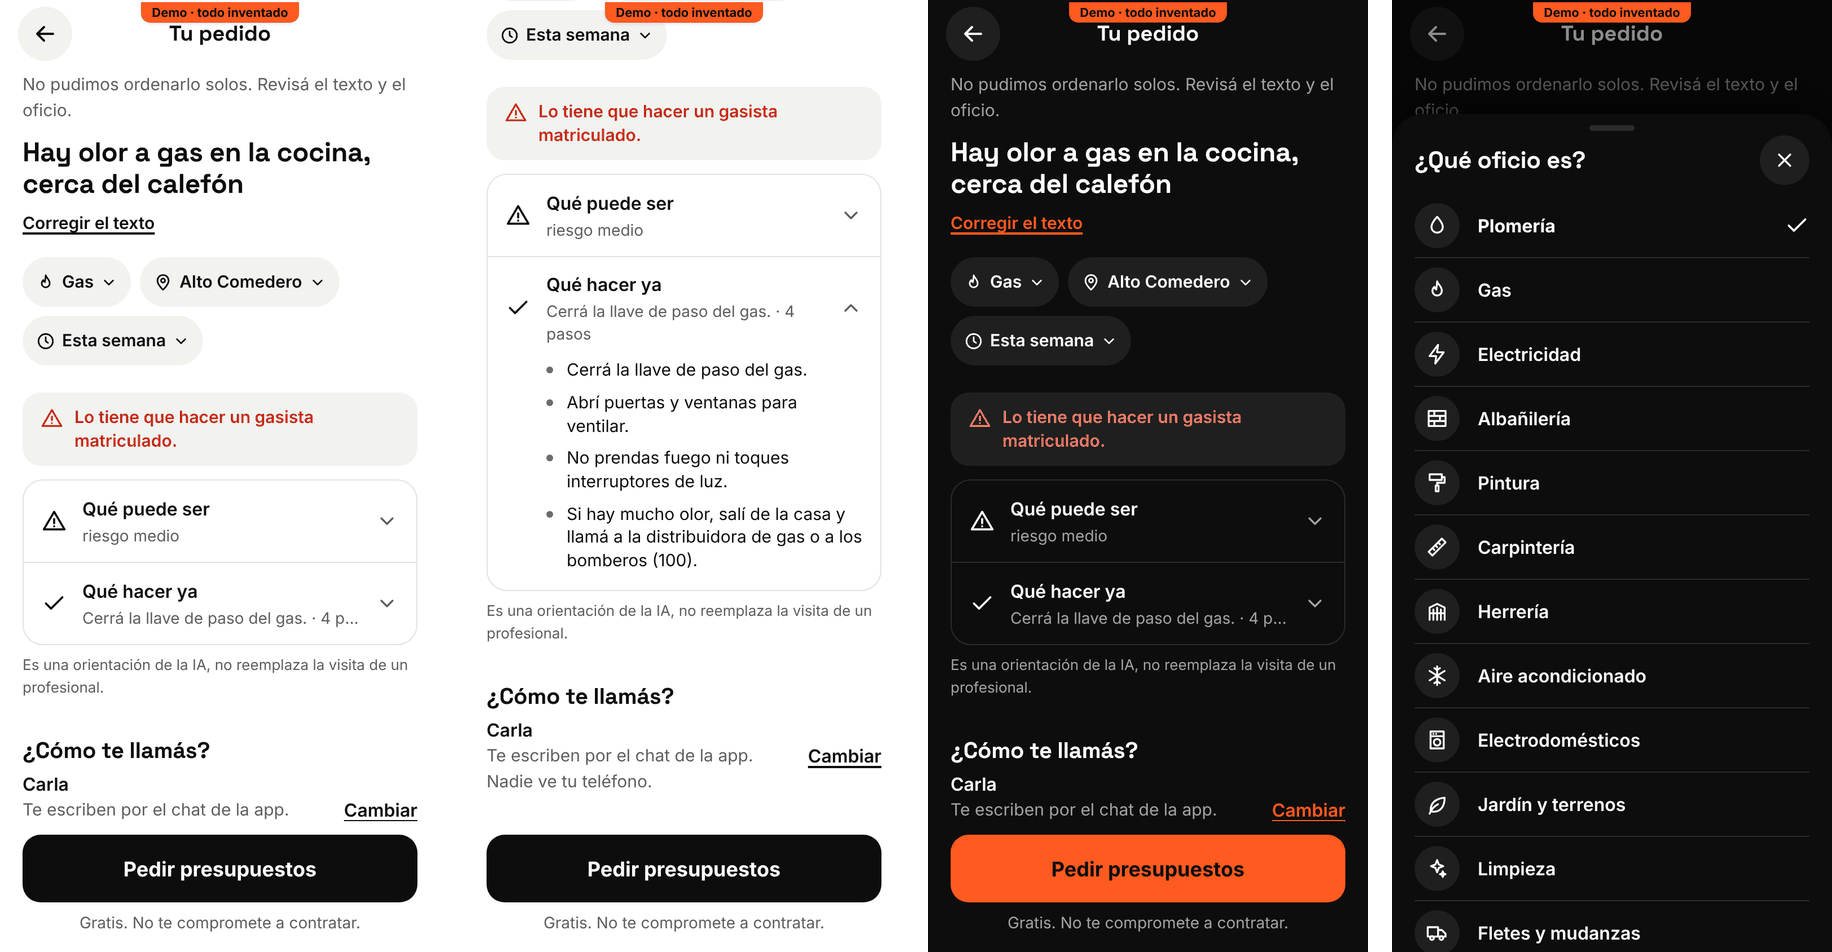 Demo · todo inventado
Tu pedido
No pudimos ordenarlo solos. Revisá el texto y el
oficio.
Hay olor a gas en la cocina,
cerca del calefón
Corregir el texto
Gas
Alto Comedero
Esta semana
Lo tiene que hacer un gasista
matriculado.
Qué puede ser
riesgo medio
Qué hacer ya
Cerrá la llave de paso del gas. · 4 p...
Es una orientación de la IA, no reemplaza la visita de un
profesional.
¿Cómo te llamás?
Carla
Te escriben por el chat de la app.
Cambiar
Pedir presupuestos
Gratis. No te compromete a contratar.
Demo · todo inventado
Esta semana
Lo tiene que hacer un gasista
matriculado.
Qué puede ser
riesgo medio
Qué hacer ya
Cerrá la llave de paso del gas. · 4
pasos
Cerrá la llave de paso del gas.
Abrí puertas y ventanas para
ventilar.
No prendas fuego ni toques
interruptores de luz.
Si hay mucho olor, salí de la casa y
llamá a la distribuidora de gas o a los
bomberos (100).
Es una orientación de la IA, no reemplaza la visita de un
profesional.
¿Cómo te llamás?
Carla
Te escriben por el chat de la app.
Nadie ve tu teléfono.
Cambiar
Pedir presupuestos
Gratis. No te compromete a contratar.
Demo · todo inventado
Tu pedido
No pudimos ordenarlo solos. Revisá el texto y el
oficio.
Hay olor a gas en la cocina,
cerca del calefón
Corregir el texto
Gas
Alto Comedero
Esta semana
Lo tiene que hacer un gasista
matriculado.
Qué puede ser
riesgo medio
Qué hacer ya
Cerrá la llave de paso del gas. · 4 p...
Es una orientación de la IA, no reemplaza la visita de un
profesional.
¿Cómo te llamás?
Carla
Te escriben por el chat de la app.
Cambiar
Pedir presupuestos
Gratis. No te compromete a contratar.
Demo · todo inventado
Tu pedido
No pudimos ordenarlo solos. Revisá el texto y el
oficio.
¿Qué oficio es?
Plomería
Gas
Electricidad
Albañilería
Pintura
Carpintería
Herrería
Aire acondicionado
Electrodomésticos
Jardín y terrenos
Limpieza
Fletes y mudanzas